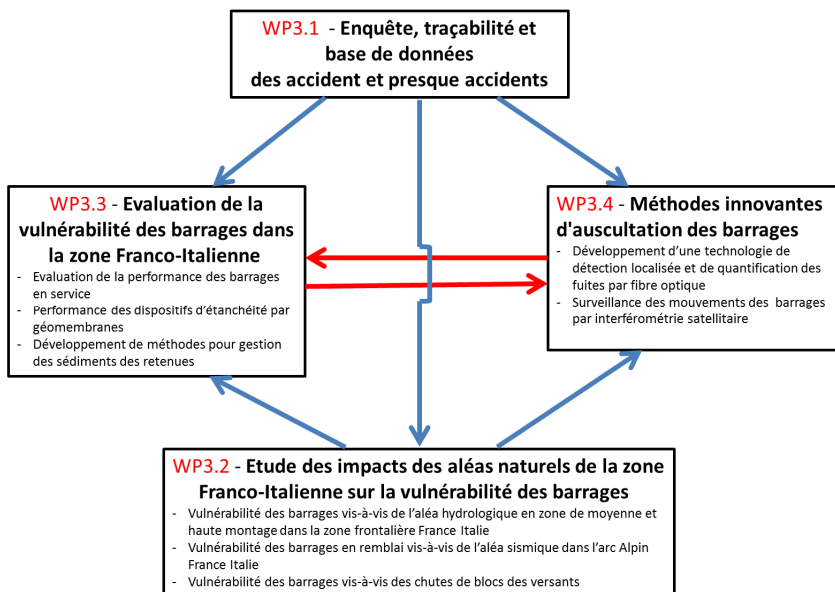 WP3.1 - Enquête, traçabilité et
base de données
des accident et presque accidents
WP3.3 - Evaluation de la
vulnérabilité des barrages dans
la zone Franco-Italienne
- Evaluation de la performance des barrages
en service
- Performance des dispositifs d'étanchéité par
géomembranes
- Développement de méthodes pour gestion
des sédiments des retenues
WP3.4 - Méthodes innovantes
d'auscultation des barrages
- Développement d'une technologie de
détection localisée et de quantification des
fuites par fibre optique
- Surveillance des mouvements des barrages
par interférométrie satellitaire
WP3.2 - Etude des impacts des aléas naturels de la zone
Franco-Italienne sur la vulnérabilité des barrages
- Vulnérabilité des barrages vis-à-vis de l'aléa hydrologique en zone de moyenne et
haute montage dans la zone frontalière France Italie
- Vulnérabilité des barrages en remblai vis-à-vis de l'aléa sismique dans l'arc Alpin
France Italie
- Vulnérabilité des barrages vis-à-vis des chutes de blocs des versants